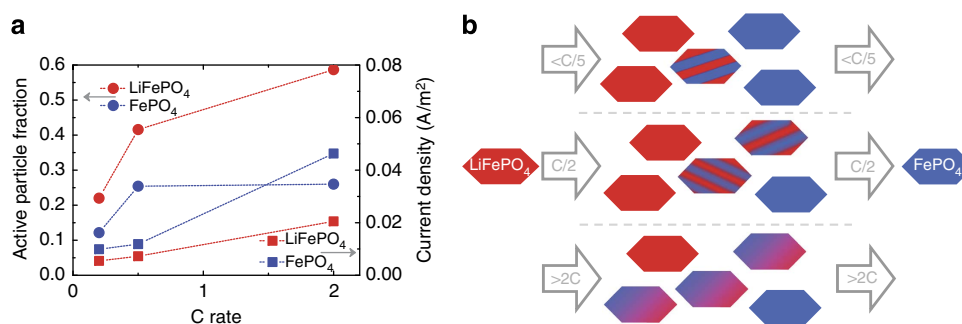 a
Active particle fraction
0.6
0.5
0.4
0.3
0.2
0.1
0.0
LiFePO4
FePO4
LiFePO4
FePO4
0
1
2
C rate
0.08
0.06
0.04
0.02
0.00
Current density (A/m²)
b
<C/5
<C/5
LiFePO4
C/2
C/2
FePO4
>2C
>2C